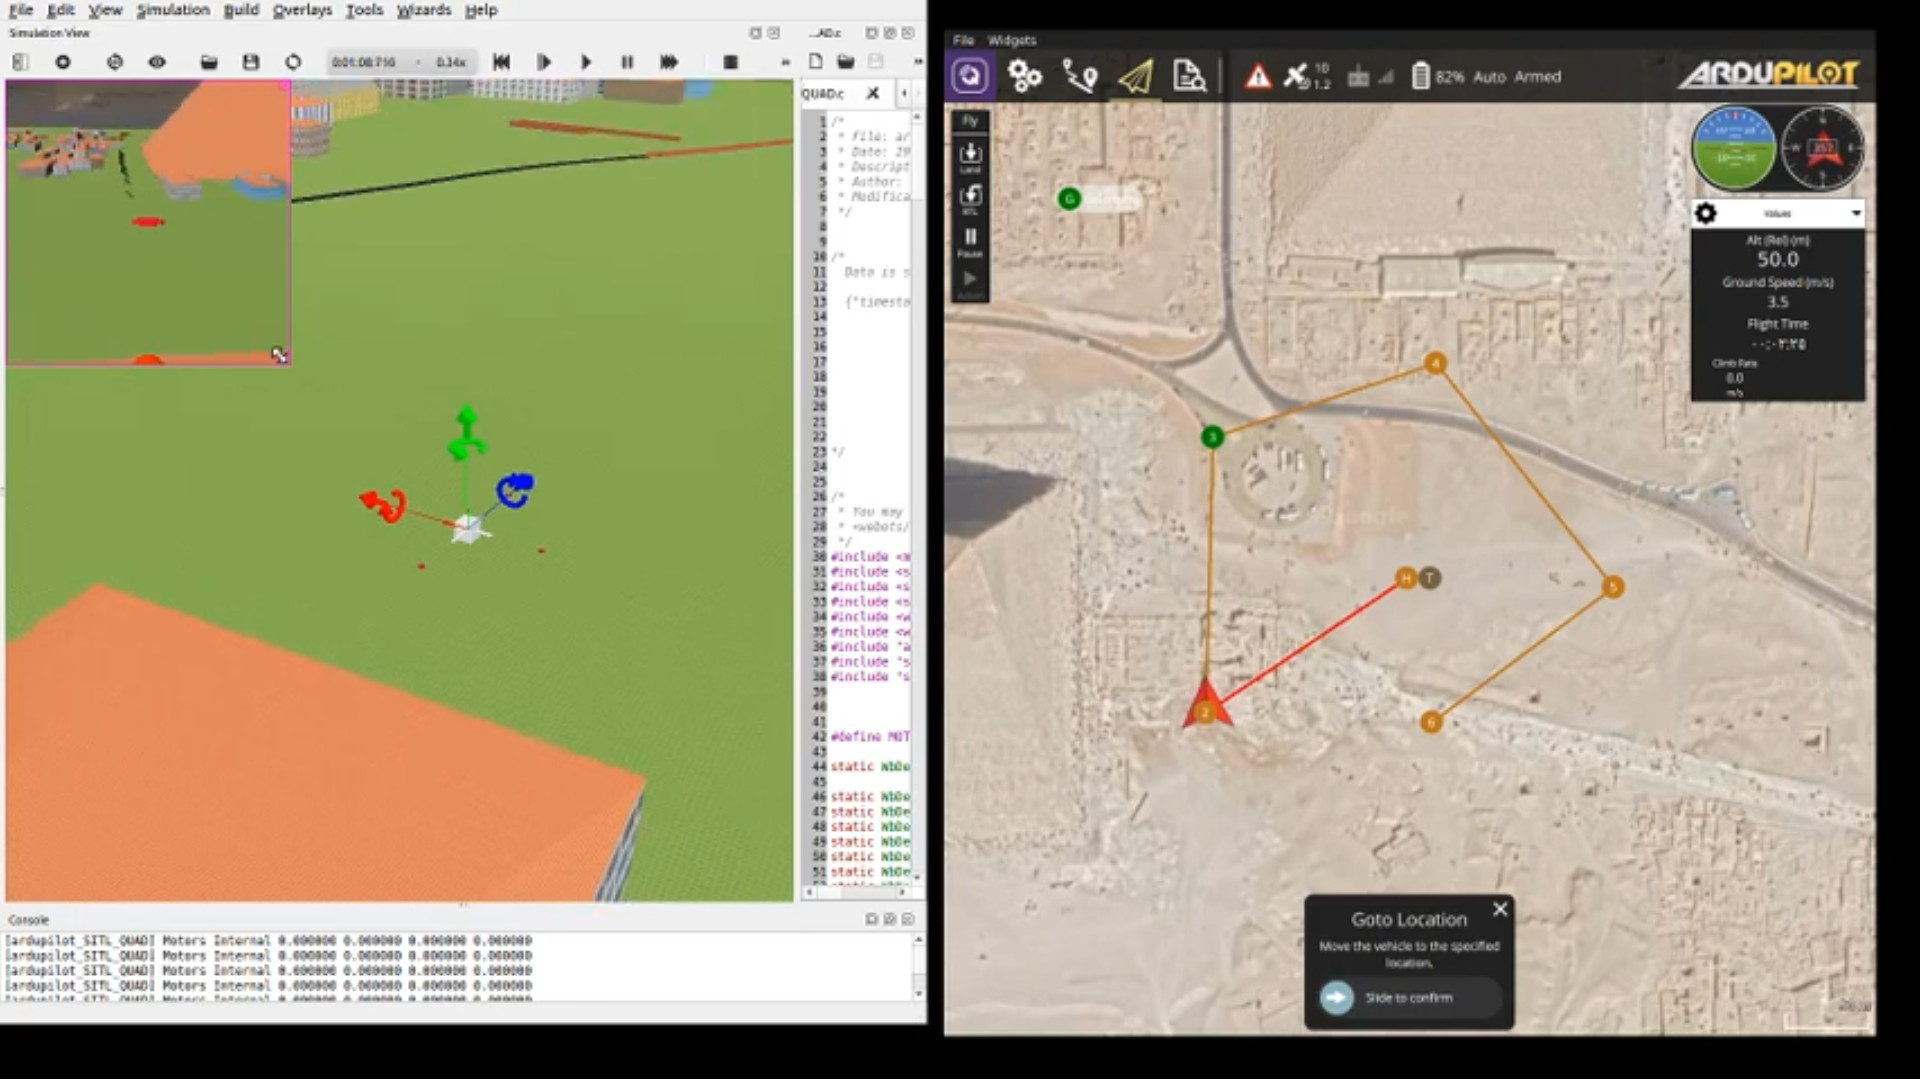 File Edit View Simulation Build Overlays Tools Wizards Help
Simulation View
...AD.c
0:01:08:710 - 0.34x
QUAD.c X
1 /*
2 * File: ar
3 * Date: 20
4 * Descript
5 * Author:
6 * Modifica
7 */
8
9
10 /*
11 Data is s
12
13 {"timesta
14
15
16
17
18
19
20
21
22
23 */
24
25
26 /*
27 * You may
28 * <webots/
29 */
30 #include <m
31 #include <s
32 #include <s
33 #include <s
34 #include <w
35 #include <w
36 #include "a
37 #include "s
38 #include "s
39
40
41
42 #define MOT
43
44 static WbDe
45
46 static WbDe
47 static WbDe
48 static WbDe
49 static WbDe
50 static WbDe
51 static WbDe
Console
[ardupilot_SITL_QUAD] Motors Internal 0.000000 0.000000 0.000000 0.000000
[ardupilot_SITL_QUAD] Motors Internal 0.000000 0.000000 0.000000 0.000000
[ardupilot_SITL_QUAD] Motors Internal 0.000000 0.000000 0.000000 0.000000
[ardupilot_SITL_QUAD] Motors Internal 0.000000 0.000000 0.000000 0.000000
File Widgets
10
1.2
82% Auto Armed
ARDUPILOT
Fly
Land
RTL
Pause
Values
Alt (Rel) (m)
50.0
Ground Speed (m/s)
3.5
Flight Time
Climb Rate
0.0
m/s
N
W
E
S
G
4
3
H T
5
2
6
Goto Location
Move the vehicle to the specified
location.
Slide to confirm